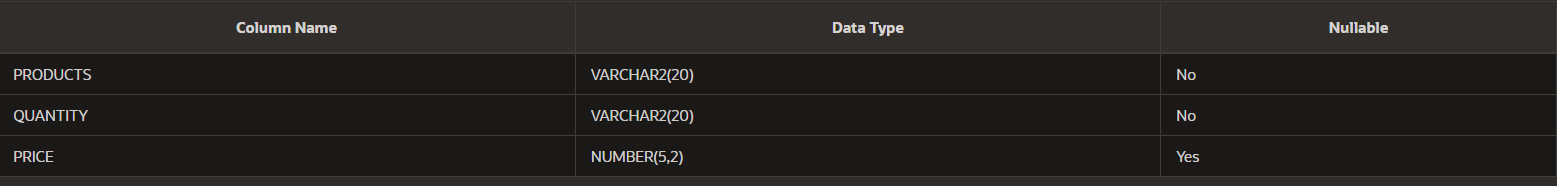 Column Name Data Type Nullable
PRODUCTS VARCHAR2(20) No
QUANTITY VARCHAR2(20) No
PRICE NUMBER(5,2) Yes